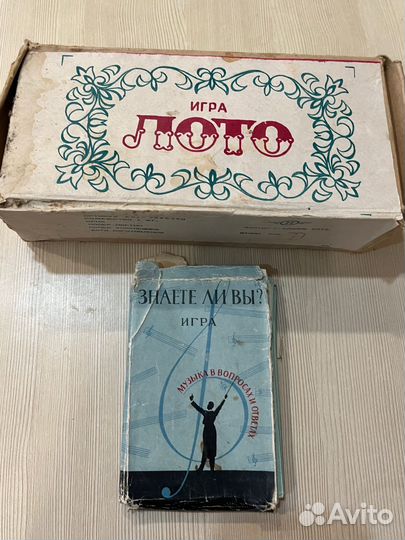 ИГРА
ЛОТО
ЗНАЕТЕ ЛИ ВЫ?
ИГРА
МУЗЫКА В ВОПРОСАХ И ОТВЕТАХ
Avito